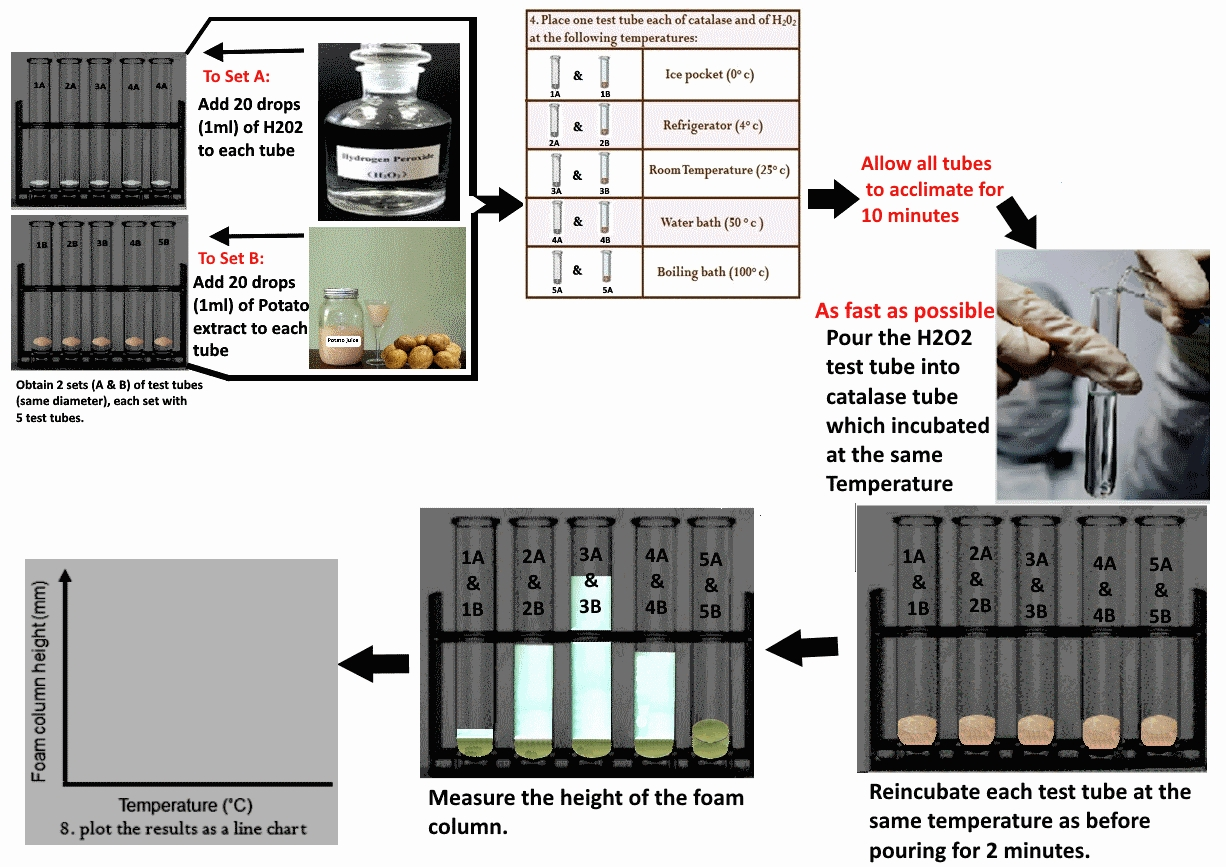 1A 2A 3A 4A 4A
To Set A:
Add 20 drops
(1ml) of H202
to each tube
Hydrogen Peroxide
(H₂O₂)
1B 2B 3B 4B 5B
To Set B:
Add 20 drops
(1ml) of Potato
extract to each
tube
Potato Juice
Obtain 2 sets (A & B) of test tubes
(same diameter), each set with
5 test tubes.
4. Place one test tube each of catalase and of H₂0₂
at the following temperatures:
&
1A 1B
Ice pocket (0° c)
&
2A 2B
Refrigerator (4° c)
&
3A 3B
Room Temperature (25° c)
&
4A 4B
Water bath (50 ° c)
&
5A 5A
Boiling bath (100° c)
Allow all tubes
to acclimate for
10 minutes
As fast as possible
Pour the H2O2
test tube into
catalase tube
which incubated
at the same
Temperature
1A & 1B
2A & 2B
3A & 3B
4A & 4B
5A & 5B
Reincubate each test tube at the
same temperature as before
pouring for 2 minutes.
1A & 1B
2A & 2B
3A & 3B
4A & 4B
5A & 5B
Measure the height of the foam
column.
Foam column height (mm)
Temperature (°C)
8. plot the results as a line chart